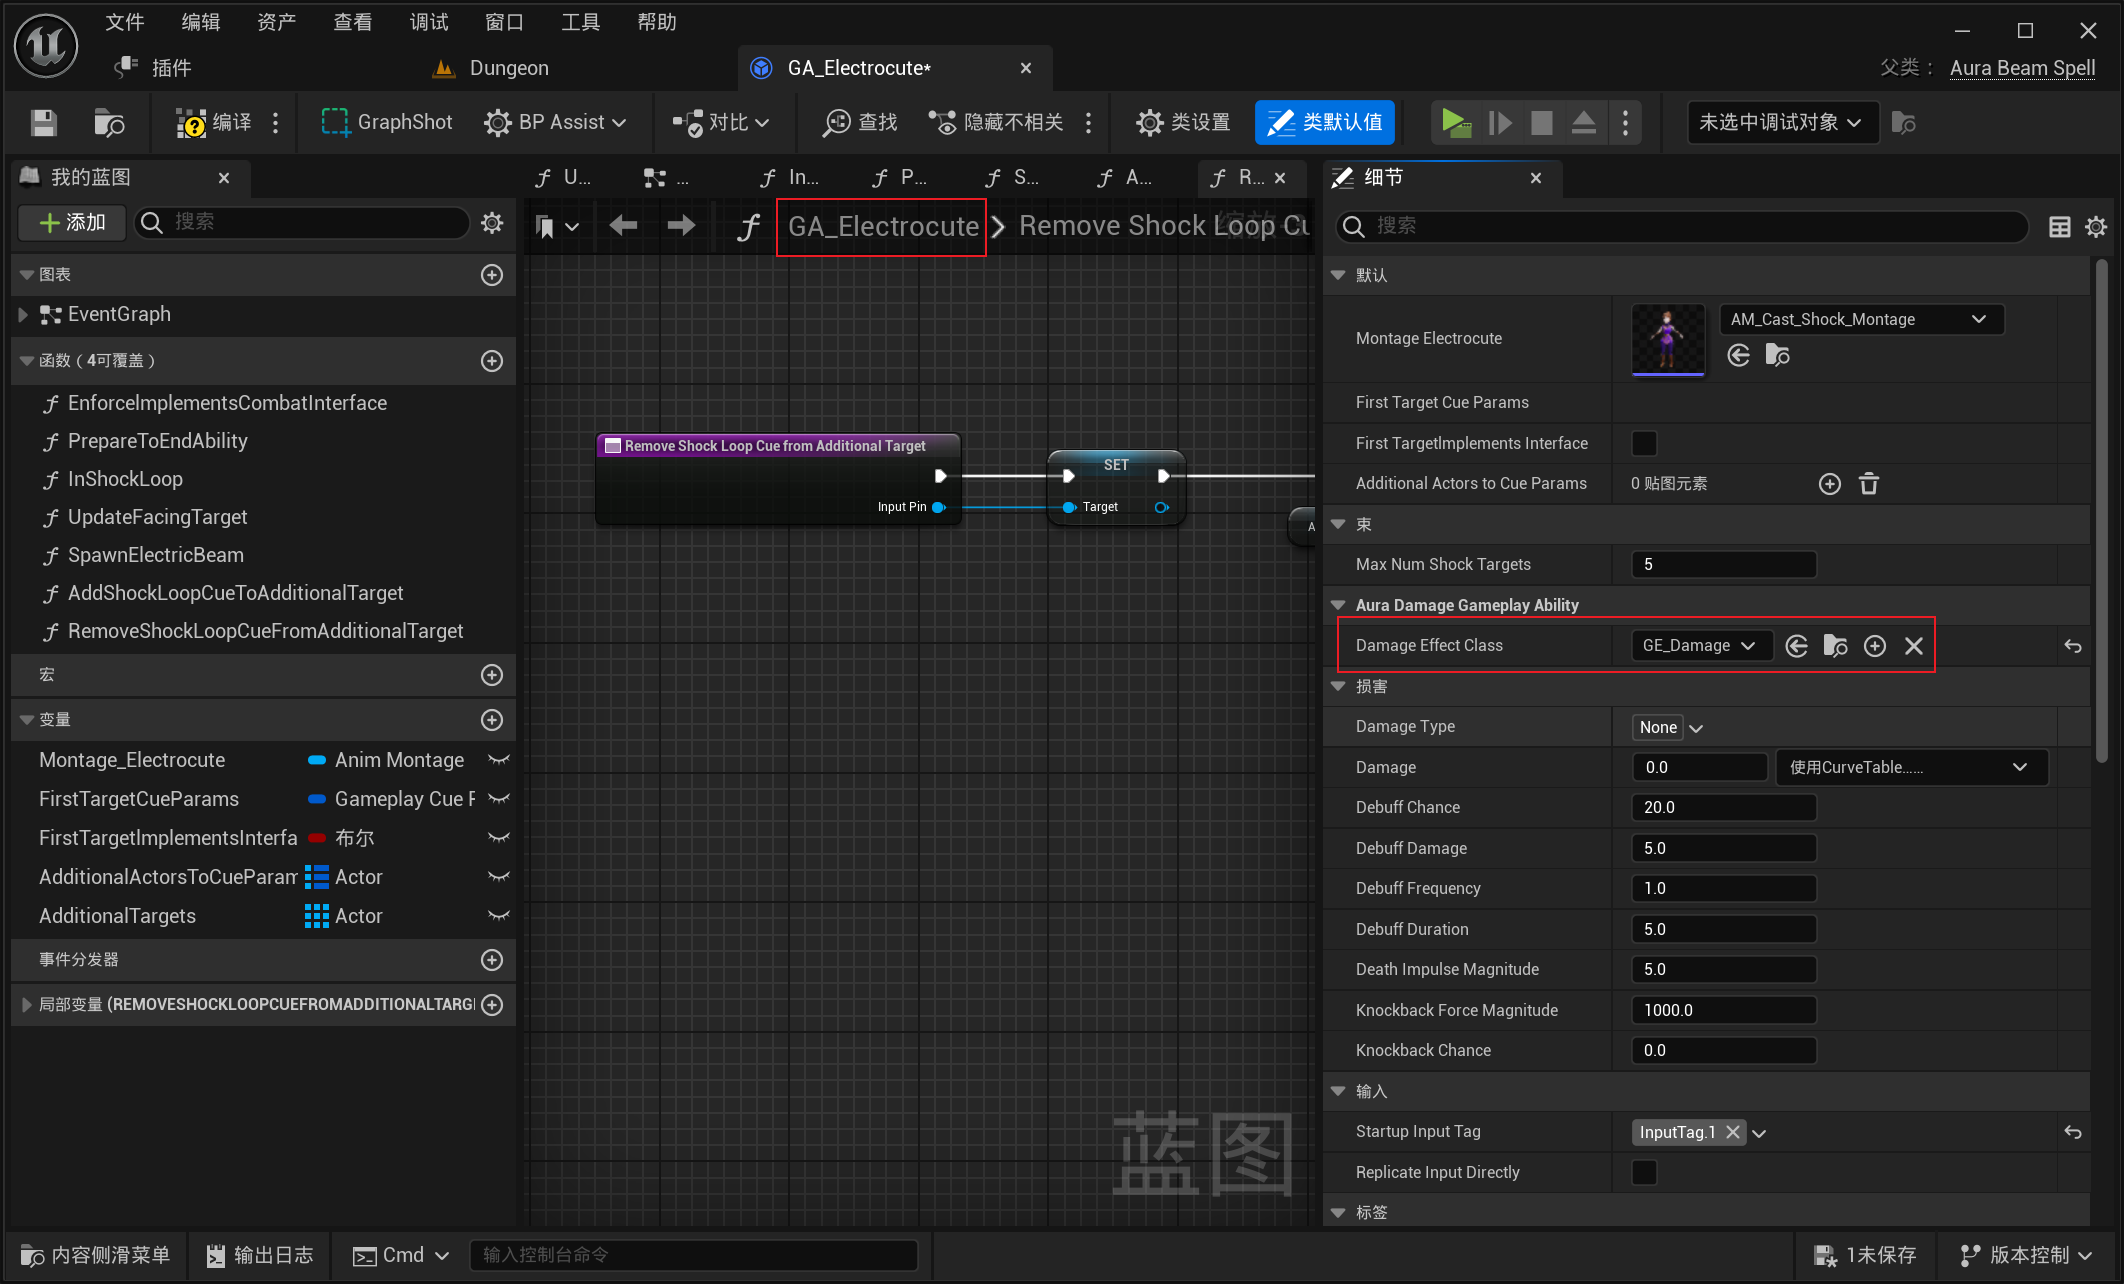 文件 编辑 资产 查看 调试 窗口 工具 帮助
插件 Dungeon GA_Electrocute* 父类： Aura Beam Spell
编译 GraphShot BP Assist 对比 查找 隐藏不相关 类设置 类默认值 未选中调试对象
我的蓝图
添加 搜索
图表
EventGraph
函数（4可覆盖）
EnforceImplementsCombatInterface
PrepareToEndAbility
InShockLoop
UpdateFacingTarget
SpawnElectricBeam
AddShockLoopCueToAdditionalTarget
RemoveShockLoopCueFromAdditionalTarget
宏
变量
Montage_Electrocute Anim Montage
FirstTargetCueParams Gameplay Cue P
FirstTargetImplementsInterfa 布尔
AdditionalActorsToCueParam Actor
AdditionalTargets Actor
事件分发器
局部变量 (REMOVESHOCKLOOPCUEFROMADDITIONALTARG
U... ... In... P... S... A... R...
GA_Electrocute Remove Shock Loop Cu
缩放
Remove Shock Loop Cue from Additional Target
Input Pin
SET
Target
A
蓝图
细节
搜索
默认
Montage Electrocute AM_Cast_Shock_Montage
First Target Cue Params
First TargetImplements Interface
Additional Actors to Cue Params 0 贴图元素
束
Max Num Shock Targets 5
Aura Damage Gameplay Ability
Damage Effect Class GE_Damage
损害
Damage Type None
Damage 0.0 使用CurveTable......
Debuff Chance 20.0
Debuff Damage 5.0
Debuff Frequency 1.0
Debuff Duration 5.0
Death Impulse Magnitude 5.0
Knockback Force Magnitude 1000.0
Knockback Chance 0.0
输入
Startup Input Tag InputTag.1
Replicate Input Directly
标签
内容侧滑菜单 输出日志 Cmd 输入控制台命令 1未保存 版本控制